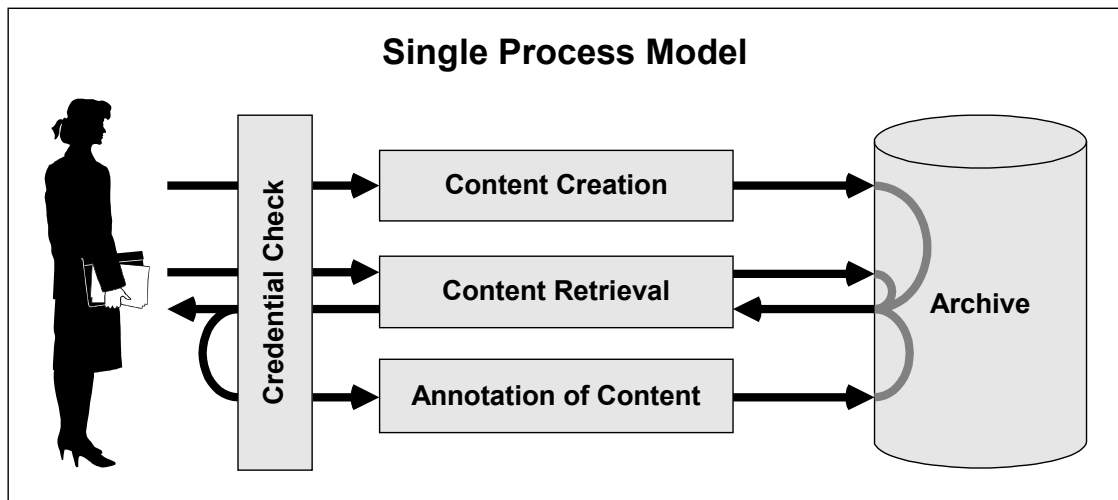 Single Process Model
Credential Check
Content Creation
Content Retrieval
Archive
Annotation of Content